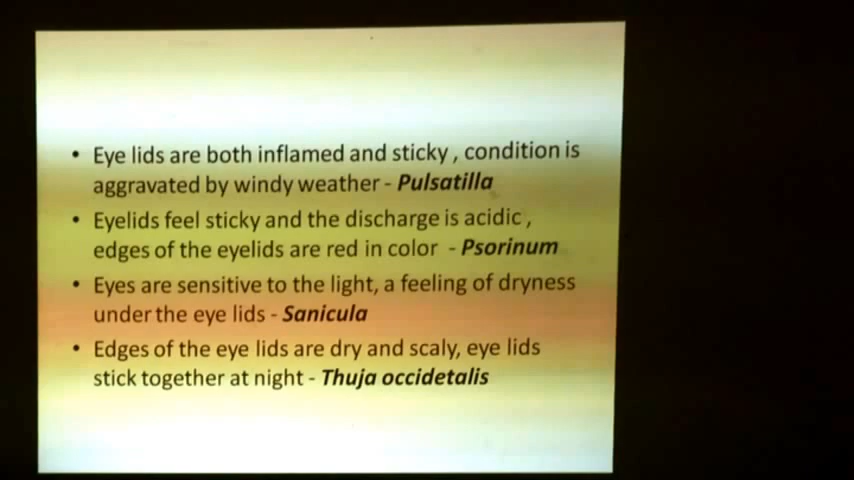 • Eye lids are both inflamed and sticky , condition is
aggravated by windy weather - Pulsatilla
• Eyelids feel sticky and the discharge is acidic ,
edges of the eyelids are red in color - Psorinum
• Eyes are sensitive to the light, a feeling of dryness
under the eye lids - Sanicula
• Edges of the eye lids are dry and scaly, eye lids
stick together at night - Thuja occidetalis